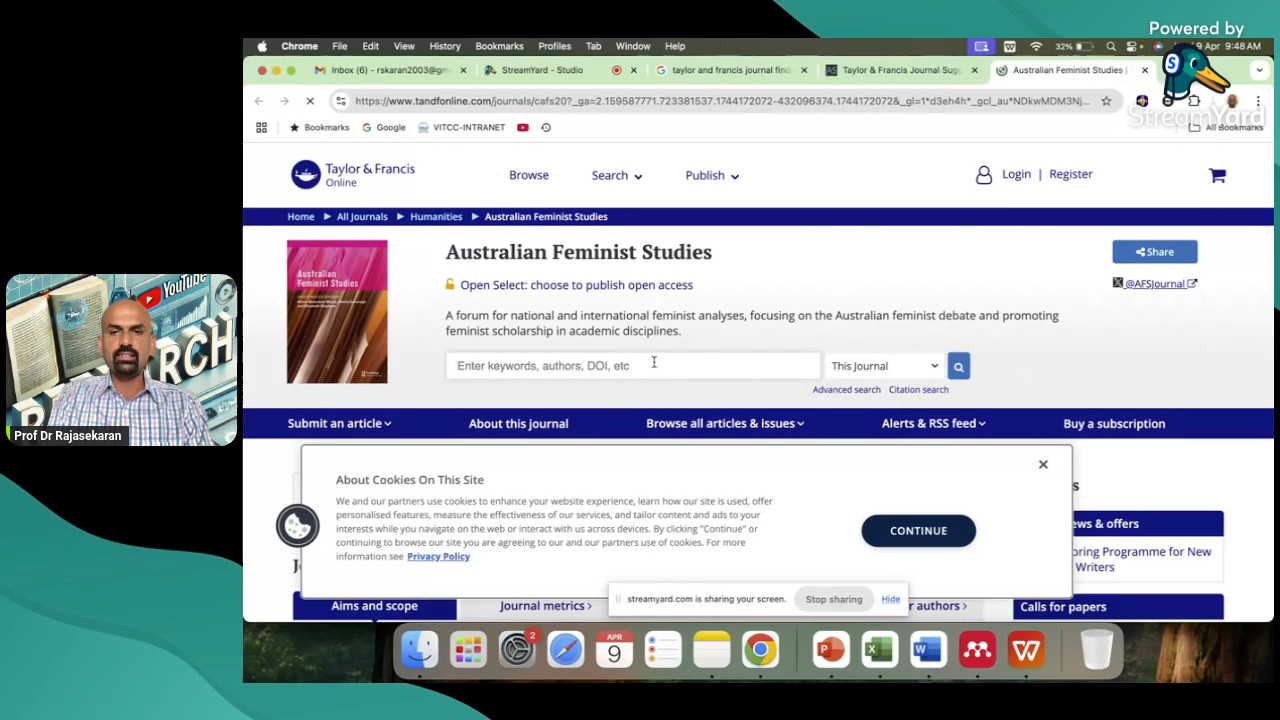 Powered by
StreamYard
Chrome File Edit View History Bookmarks Profiles Tab Window Help
32%
9 Apr 9:48 AM
Inbox (6) - rskaran2003@gm
StreamYard - Studio
taylor and francis journal fin
Taylor & Francis Journal Sug
Australian Feminist Studies |
https://www.tandfonline.com/journals/cafs20?_ga=2.159587771.723381537.1744172072-432096374.1744172072&_gl=1*d3eh4h*_gcl_au*NDkwMDM3Nj...
Bookmarks
Google
VITCC-INTRANET
All Bookmarks
Taylor & Francis
Online
Browse
Search
Publish
Login | Register
Home All Journals Humanities Australian Feminist Studies
Australian
Feminist Studies
Australian Feminist Studies
Share
Open Select: choose to publish open access
@AFSJournal
A forum for national and international feminist analyses, focusing on the Australian feminist debate and promoting
feminist scholarship in academic disciplines.
Enter keywords, authors, DOI, etc
This Journal
Advanced search Citation search
Submit an article
About this journal
Browse all articles & issues
Alerts & RSS feed
Buy a subscription
About Cookies On This Site
We and our partners use cookies to enhance your website experience, learn how our site is used, offer
personalised features, measure the effectiveness of our services, and tailor content and ads to your
interests while you navigate on the web or interact with us across devices. By clicking "Continue" or
continuing to browse our site you are agreeing to our and our partners use of cookies. For more
information see Privacy Policy
CONTINUE
ews & offers
oring Programme for New
Writers
streamyard.com is sharing your screen.
Stop sharing
Hide
Aims and scope
Journal metrics
r authors
Calls for papers
APR
9
2
YouTube
Prof Dr Rajasekaran